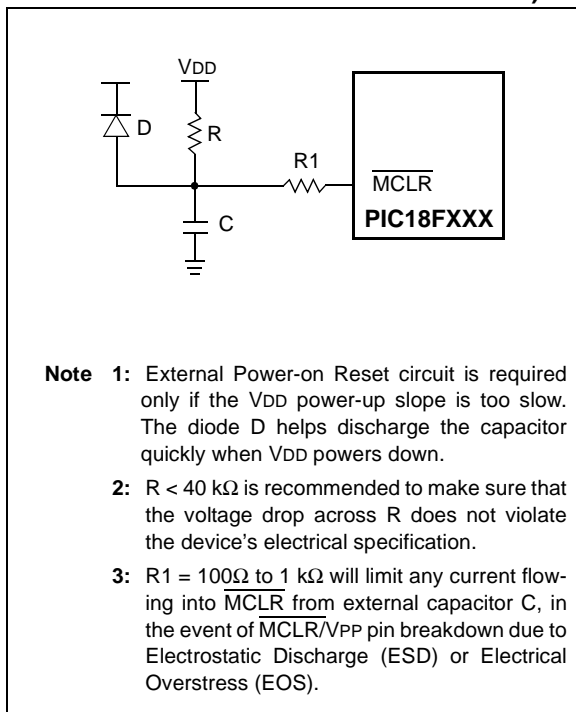 VDD
D
R
R1
MCLR
C
PIC18FXXX
Note 1: External Power-on Reset circuit is required
only if the VDD power-up slope is too slow.
The diode D helps discharge the capacitor
quickly when VDD powers down.
2: R < 40 kΩ is recommended to make sure that
the voltage drop across R does not violate
the device's electrical specification.
3: R1 = 100Ω to 1 kΩ will limit any current flow-
ing into MCLR from external capacitor C, in
the event of MCLR/VPP pin breakdown due to
Electrostatic Discharge (ESD) or Electrical
Overstress (EOS).